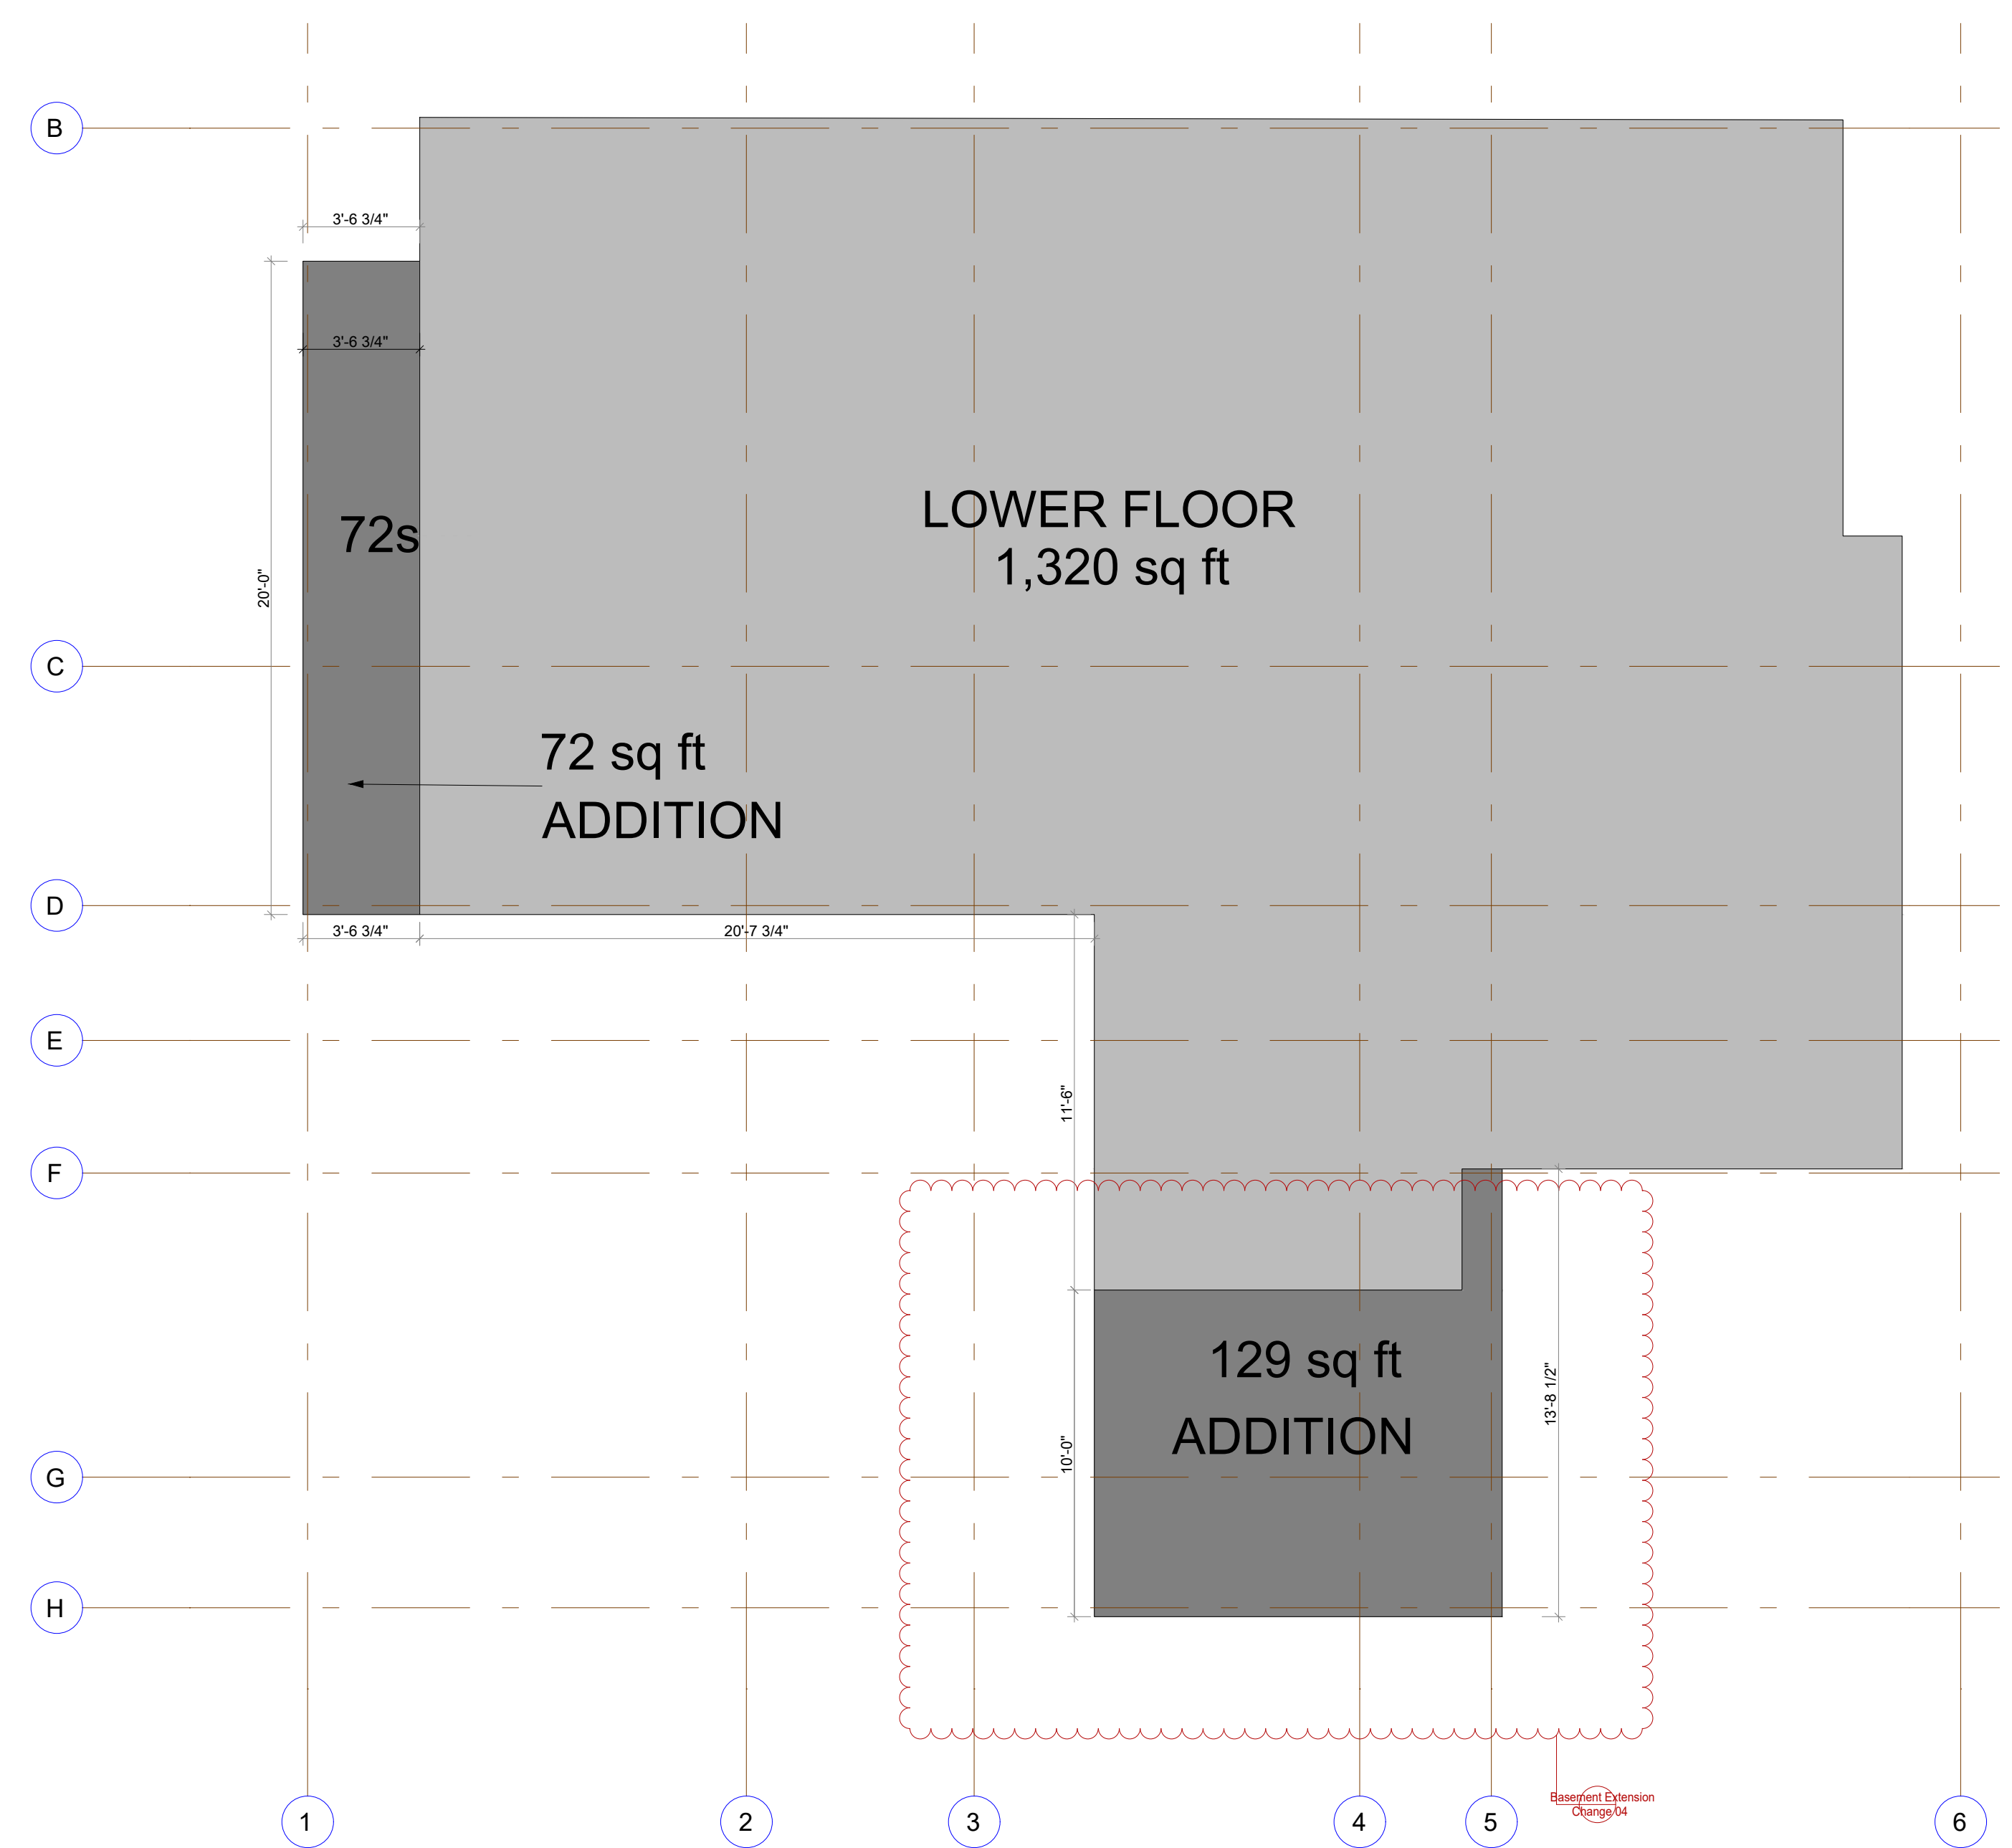 B
3'-6 3/4"
3'-6 3/4"
LOWER FLOOR
1,320 sq ft
72s
20'-0"
C
72 sq ft
ADDITION
D
3'-6 3/4"
20'-7 3/4"
E
11'-6"
F
129 sq ft
ADDITION
13'-8 1/2"
10'-0"
G
H
Basement Extension
Change 04
1
2
3
4
5
6